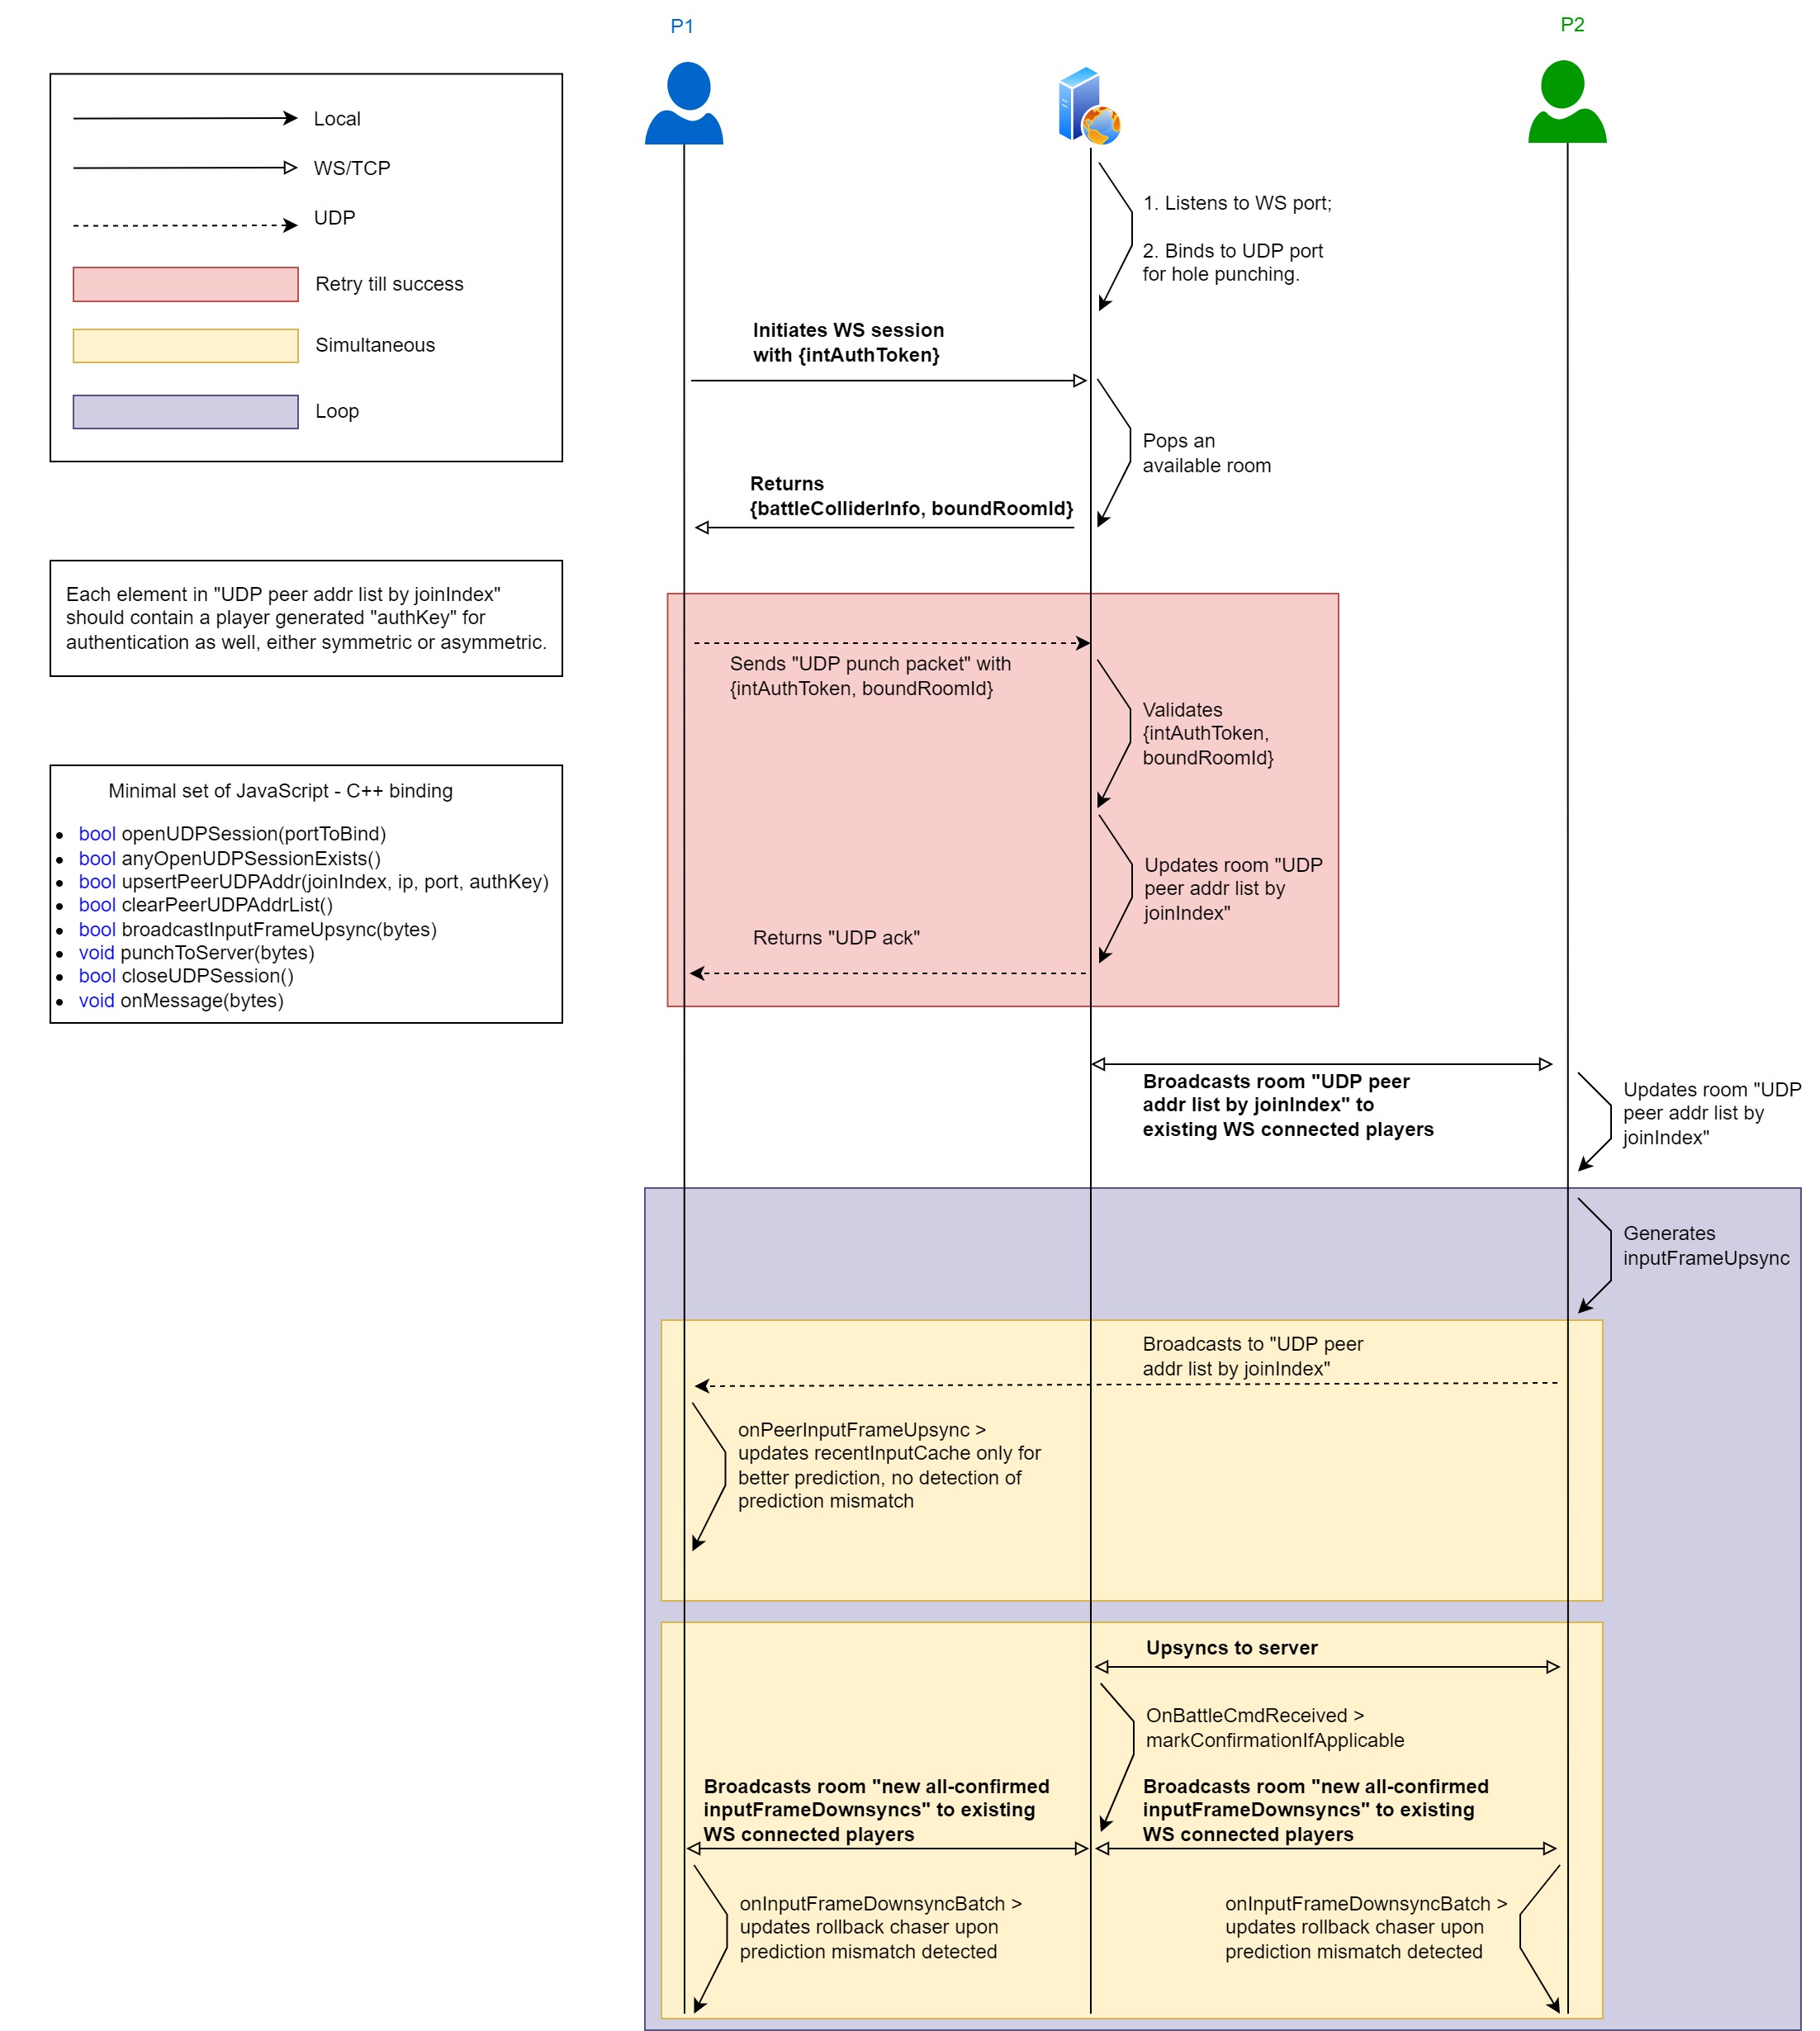 P1
P2
Local
WS/TCP
UDP
Retry till success
Simultaneous
Loop
1. Listens to WS port;
2. Binds to UDP port
for hole punching.
Initiates WS session
with {intAuthToken}
Pops an
available room
Returns
{battleColliderInfo, boundRoomId}
Each element in "UDP peer addr list by joinIndex"
should contain a player generated "authKey" for
authentication as well, either symmetric or asymmetric.
Sends "UDP punch packet" with
{intAuthToken, boundRoomId}
Validates
{intAuthToken,
boundRoomId}
Updates room "UDP
peer addr list by
joinIndex"
Returns "UDP ack"
Minimal set of JavaScript - C++ binding
• bool openUDPSession(portToBind)
• bool anyOpenUDPSessionExists()
• bool upsertPeerUDPAddr(joinIndex, ip, port, authKey)
• bool clearPeerUDPAddrList()
• bool broadcastInputFrameUpsync(bytes)
• void punchToServer(bytes)
• bool closeUDPSession()
• void onMessage(bytes)
Broadcasts room "UDP peer
addr list by joinIndex" to
existing WS connected players
Updates room "UDP
peer addr list by
joinIndex"
Generates
inputFrameUpsync
Broadcasts to "UDP peer
addr list by joinIndex"
onPeerInputFrameUpsync >
updates recentInputCache only for
better prediction, no detection of
prediction mismatch
Upsyncs to server
OnBattleCmdReceived >
markConfirmationIfApplicable
Broadcasts room "new all-confirmed
inputFrameDownsyncs" to existing
WS connected players
Broadcasts room "new all-confirmed
inputFrameDownsyncs" to existing
WS connected players
onInputFrameDownsyncBatch >
updates rollback chaser upon
prediction mismatch detected
onInputFrameDownsyncBatch >
updates rollback chaser upon
prediction mismatch detected